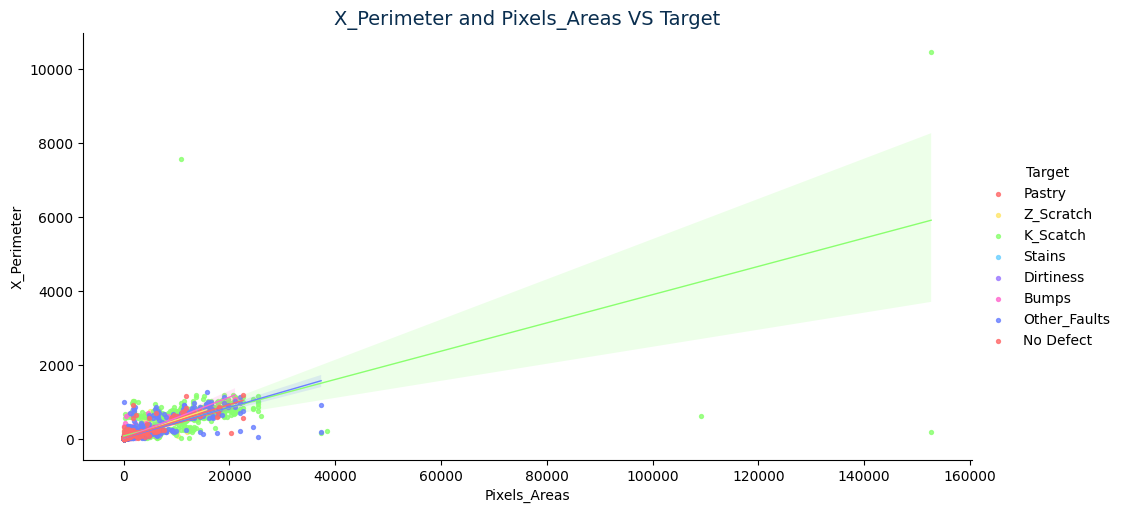 X_Perimeter and Pixels_Areas VS Target
10000
8000
6000
4000
2000
0
X_Perimeter
0
20000
40000
60000
80000
100000
120000
140000
160000
Pixels_Areas
Target
Pastry
Z_Scratch
K_Scatch
Stains
Dirtiness
Bumps
Other_Faults
No Defect